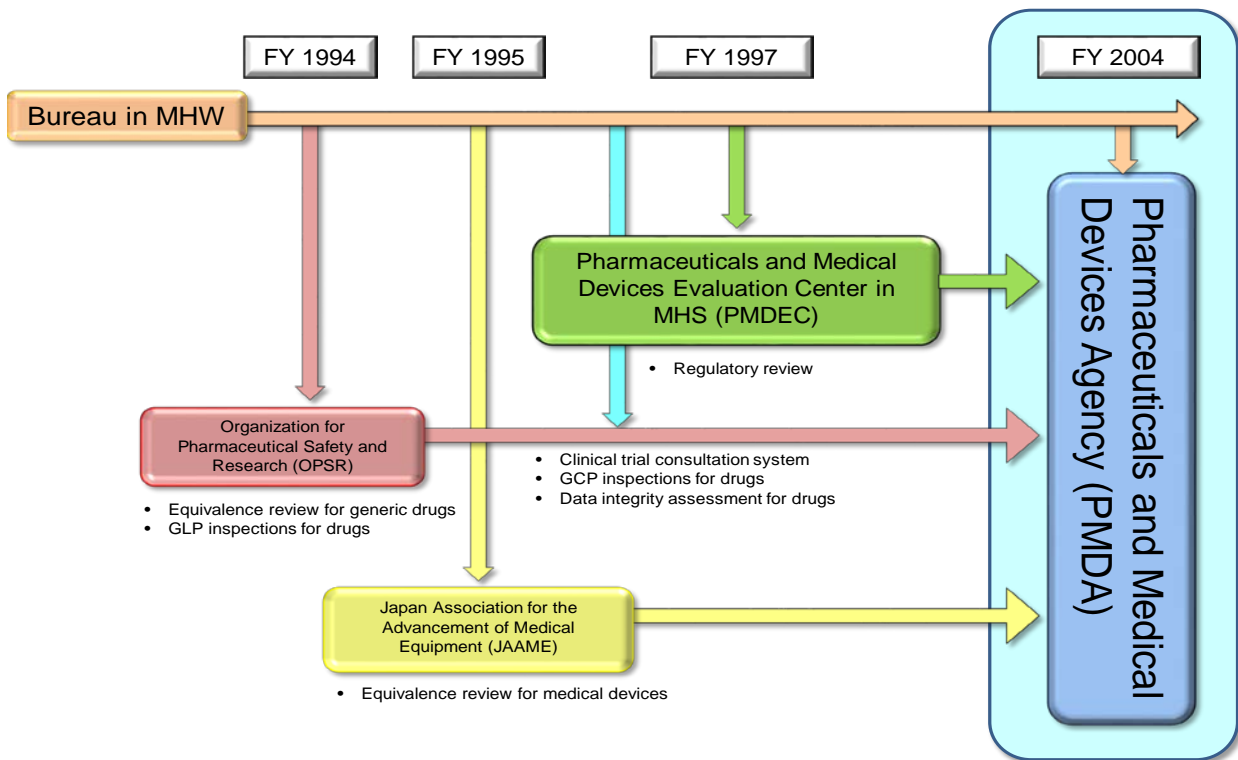 FY 1994
FY 1995
FY 1997
FY 2004
Bureau in MHW
Pharmaceuticals and Medical
Devices Evaluation Center in
MHS (PMDEC)
• Regulatory review
Organization for
Pharmaceutical Safety and
Research (OPSR)
• Equivalence review for generic drugs
• GLP inspections for drugs
• Clinical trial consultation system
• GCP inspections for drugs
• Data integrity assessment for drugs
Japan Association for the
Advancement of Medical
Equipment (JAAME)
• Equivalence review for medical devices
Pharmaceuticals and Medical
Devices Agency (PMDA)